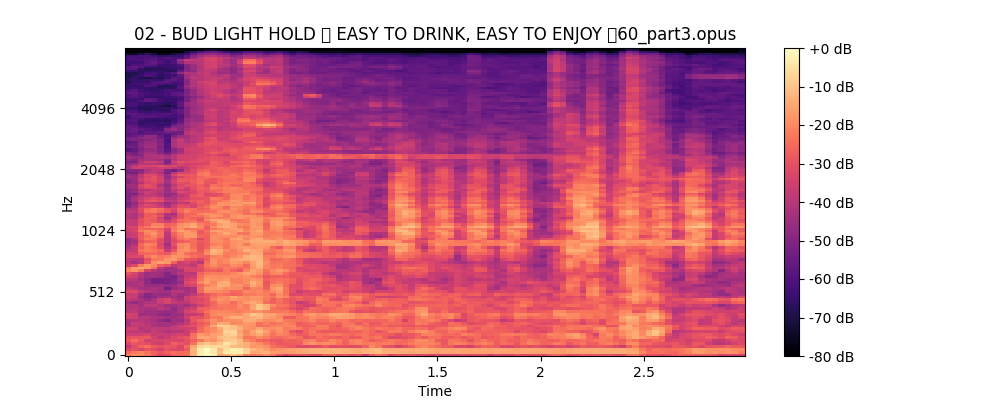 02 - BUD LIGHT HOLD ▯ EASY TO DRINK, EASY TO ENJOY ▯60_part3.opus
Hz
4096
2048
1024
512
0
0 0.5 1 1.5 2 2.5
Time
+0 dB
-10 dB
-20 dB
-30 dB
-40 dB
-50 dB
-60 dB
-70 dB
-80 dB